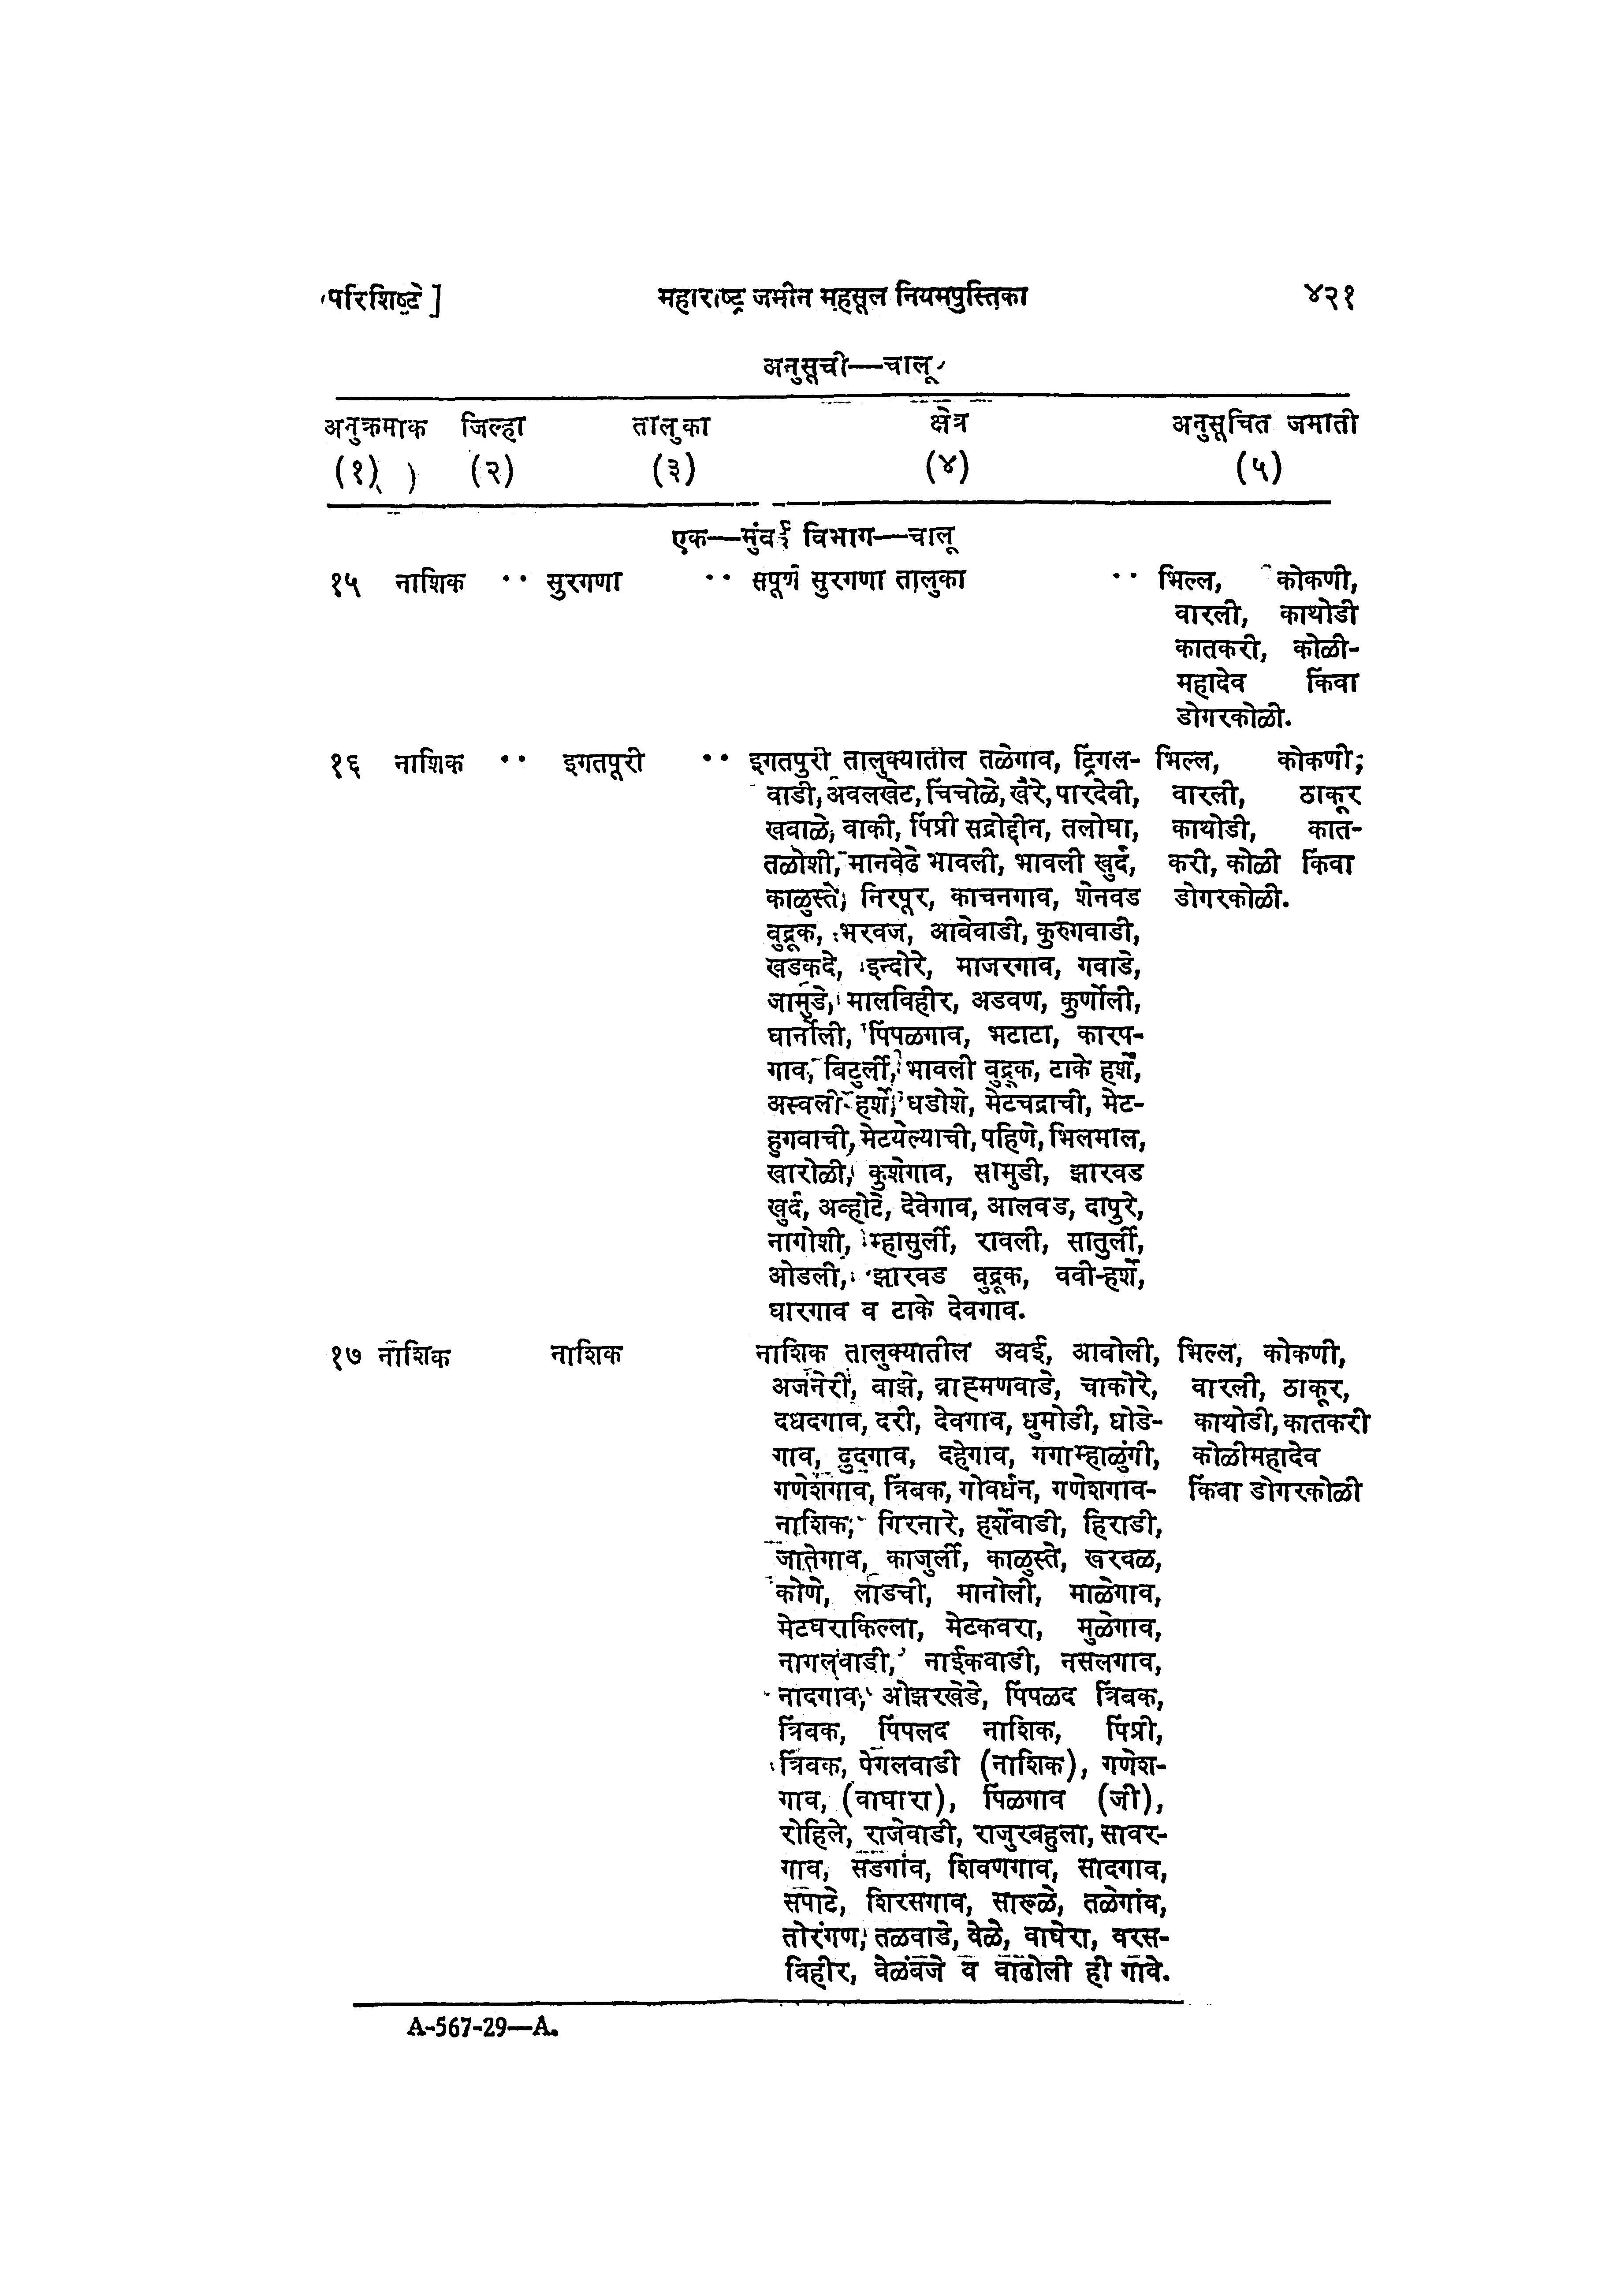 परिशिष्टे ] महाराष्ट्र जमीन महसूल नियमपुस्तिका ४२१
अनुसूची—चालू
अनुक्रमाक जिल्हा तालुका क्षेत्र अनुसूचित जमाती
(१) (२) (३) (४) (५)
एक—मुंबई विभाग—चालू
१५ नाशिक .. सुरगणा .. सपूर्ण सुरगणा तालुका .. भिल्ल, कोकणी,
वारली, काथोडी
कातकरी, कोळी-
महादेव किंवा
डोगरकोळी.
१६ नाशिक .. इगतपूरी .. इगतपुरी तालुक्यातील तळेगाव, ट्रिंगल- भिल्ल, कोकणी;
वाडी, अवलखेट, चिंचोळे, खैरे, पारदेवी, वारली, ठाकूर
खवाळे, वाकी, पिंप्री सद्रोद्दीन, तलोघा, काथोडी, कात-
तळोशी, मानवेढे भावली, भावली खुर्द, करी, कोळी किंवा
काळुस्ते, निरपूर, काचनगाव, शेनवड डोगरकोळी.
वुद्रूक, भरवज, आवेवाडी, कुरुगवाडी,
खडकदे, इन्दोरे, माजरगाव, गवाडे,
जामुडे, मालविहीर, अडवण, कुर्णोली,
घार्नोली, पिंपळगाव, भटाटा, कारप-
गाव, बिटुर्ली, भावली वुद्रूक, टाके हर्शे,
अस्वली हर्शे, धडोशे, मेटचद्राची, मेट-
हुगवाची, मेटयेल्याची, पहिणे, भिलमाल,
खारोळी, कुशेगाव, सामुडी, झारवड
खुर्द, अव्होटे, देवेगाव, आलवड, दापुरे,
नागोशी, म्हासुर्ली, रावली, सातुर्ली,
ओडली, झारवड वुद्रूक, ववी-हर्शे,
धारगाव व टाके देवगाव.
१७ नाशिक नाशिक नाशिक तालुक्यातील अवई, आवोली, भिल्ल, कोकणी,
अजनेरी, वाझे, व्राह्मणवाडे, चाकोरे, वारली, ठाकूर,
दधदगाव, दरी, देवगाव, धुमोडी, घोडे- काथोडी, कातकरी
गाव, दुदगाव, दहेगाव, गगाम्हाळुंगी, कोळीमहादेव
गणेशगाव, त्रिंबक, गोवर्धन, गणेशगाव- किंवा डोगरकोळी
नाशिक, गिरनारे, हर्शेवाडी, हिराडी,
जातेगाव, काजुर्ली, काळुस्ते, खरवळ,
कोणे, लाडची, मानोली, माळेगाव,
मेटघराकिल्ला, मेटकवरा, मुळेगाव,
नागलवाडी, नाईकवाडी, नसलगाव,
नादगाव, ओझरखेडे, पिंपळद त्रिंबक,
त्रिंबक, पिंपलद नाशिक, पिंप्री,
त्रिंवक, पेगलवाडी (नाशिक), गणेश-
गाव, (वाघारा), पिंळगाव (जी),
रोहिले, राजेवाडी, राजुरबहुला, सावर-
गाव, सडगांव, शिवणगाव, सादगाव,
सपाटे, शिरसगाव, सारूळे, तळेगांव,
तोरंगण, तळवाडे, वेळे, वाघेरा, वरस-
विहीर, वेळंबजे व वाढोली ही गावे.
A-567-29—A.